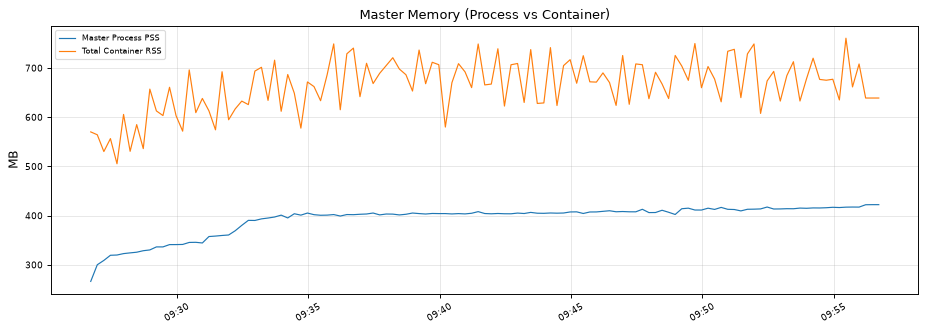 Master Memory (Process vs Container)
Master Process PSS
Total Container RSS
MB
700
600
500
400
300
09:30
09:35
09:40
09:45
09:50
09:55